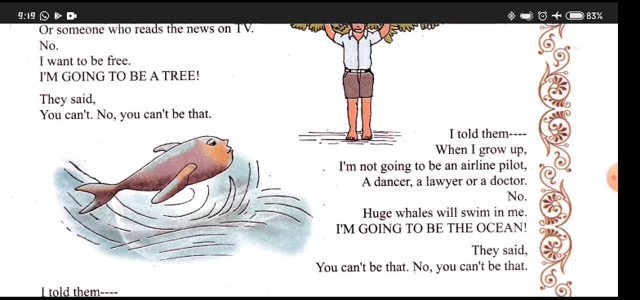 9:19
83%
Or someone who reads the news on TV.
No.
I want to be free.
I'M GOING TO BE A TREE!
They said,
You can't. No, you can't be that.
I told them----
When I grow up,
I'm not going to be an airline pilot,
A dancer, a lawyer or a doctor.
No.
Huge whales will swim in me.
I'M GOING TO BE THE OCEAN!
They said,
You can't be that. No, you can't be that.
I told them----